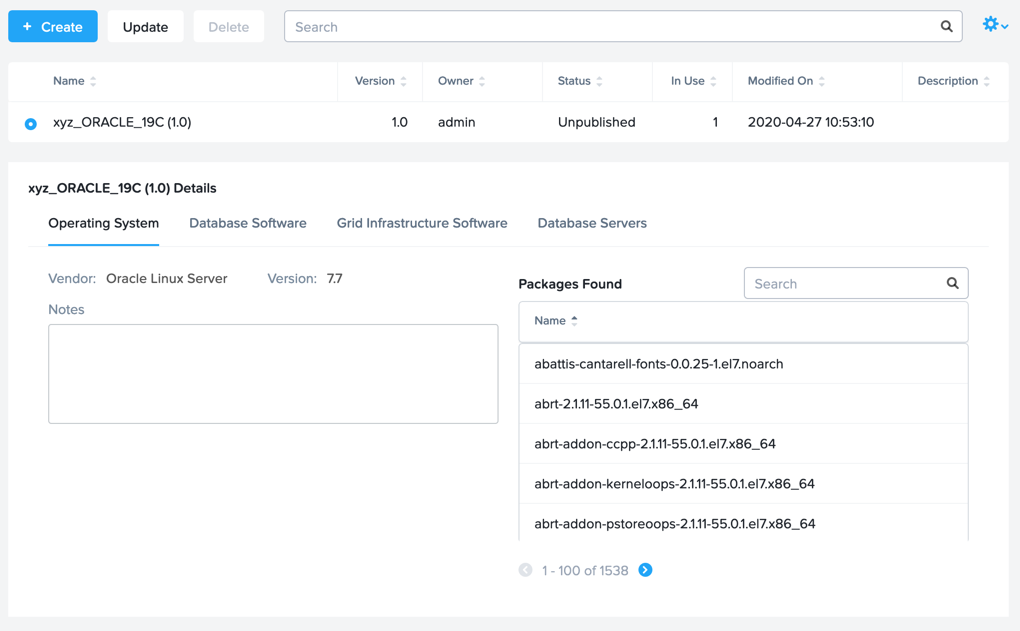 + Create Update Delete Search
Name Version Owner Status In Use Modified On Description
xyz_ORACLE_19C (1.0) 1.0 admin Unpublished 1 2020-04-27 10:53:10
xyz_ORACLE_19C (1.0) Details
Operating System Database Software Grid Infrastructure Software Database Servers
Vendor: Oracle Linux Server Version: 7.7
Notes
Packages Found Search
Name
abattis-cantarell-fonts-0.0.25-1.el7.noarch
abrt-2.1.11-55.0.1.el7.x86_64
abrt-addon-ccpp-2.1.11-55.0.1.el7.x86_64
abrt-addon-kerneloops-2.1.11-55.0.1.el7.x86_64
abrt-addon-pstoreoops-2.1.11-55.0.1.el7.x86_64
1 - 100 of 1538